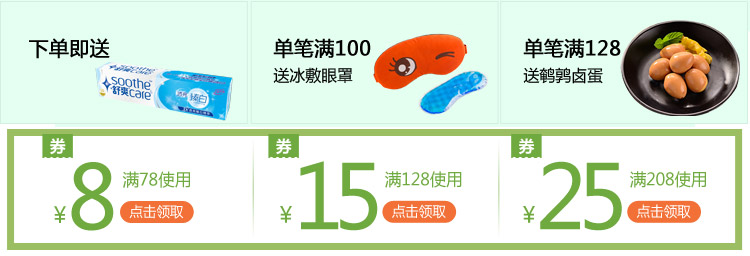 下单即送
soothe
舒爽care
单笔满100
送冰敷眼罩
单笔满128
送鹌鹑卤蛋
券
¥8
满78使用
点击领取
券
¥15
满128使用
点击领取
券
¥25
满208使用
点击领取